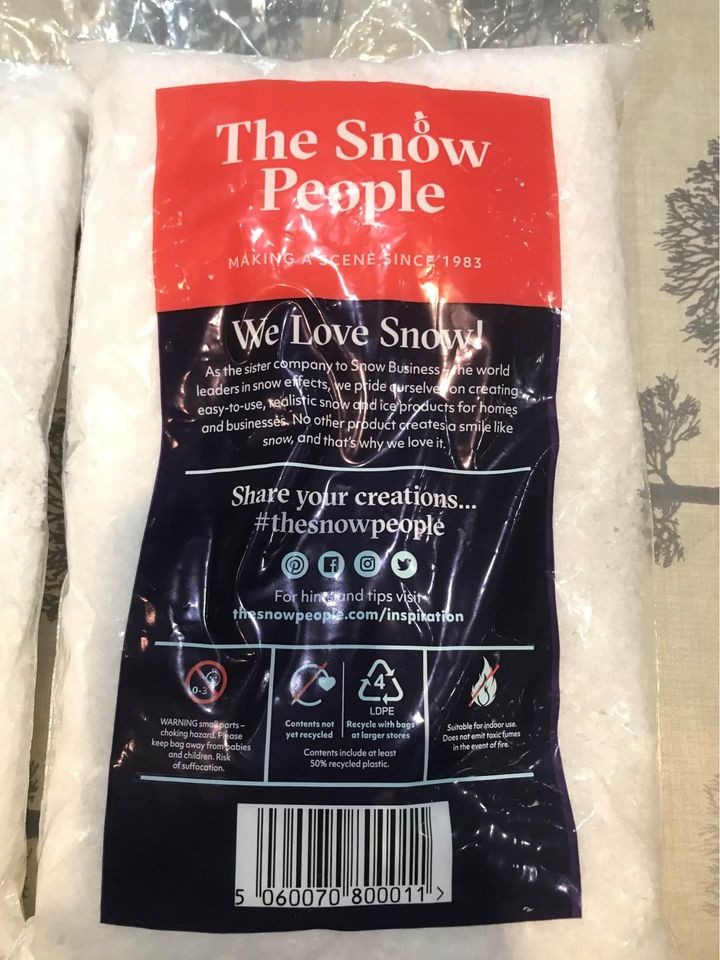 The Snow
People
MAKING A SCENE SINCE 1983
We Love Snow!
As the sister company to Snow Business – the world
leaders in snow effects, we pride ourselves on creating
easy-to-use, realistic snow and ice products for homes
and businesses. No other product creates a smile like
snow, and that's why we love it.
Share your creations...
#thesnowpeople
For hints and tips visit
thesnowpeople.com/inspiration
0-3
WARNING small parts –
choking hazard. Please
keep bag away from babies
and children. Risk
of suffocation.
Contents not
yet recycled
4
LDPE
Recycle with bags
at larger stores
Contents include at least
50% recycled plastic.
Suitable for indoor use.
Does not emit toxic fumes
in the event of fire.
5 060070 800011 >